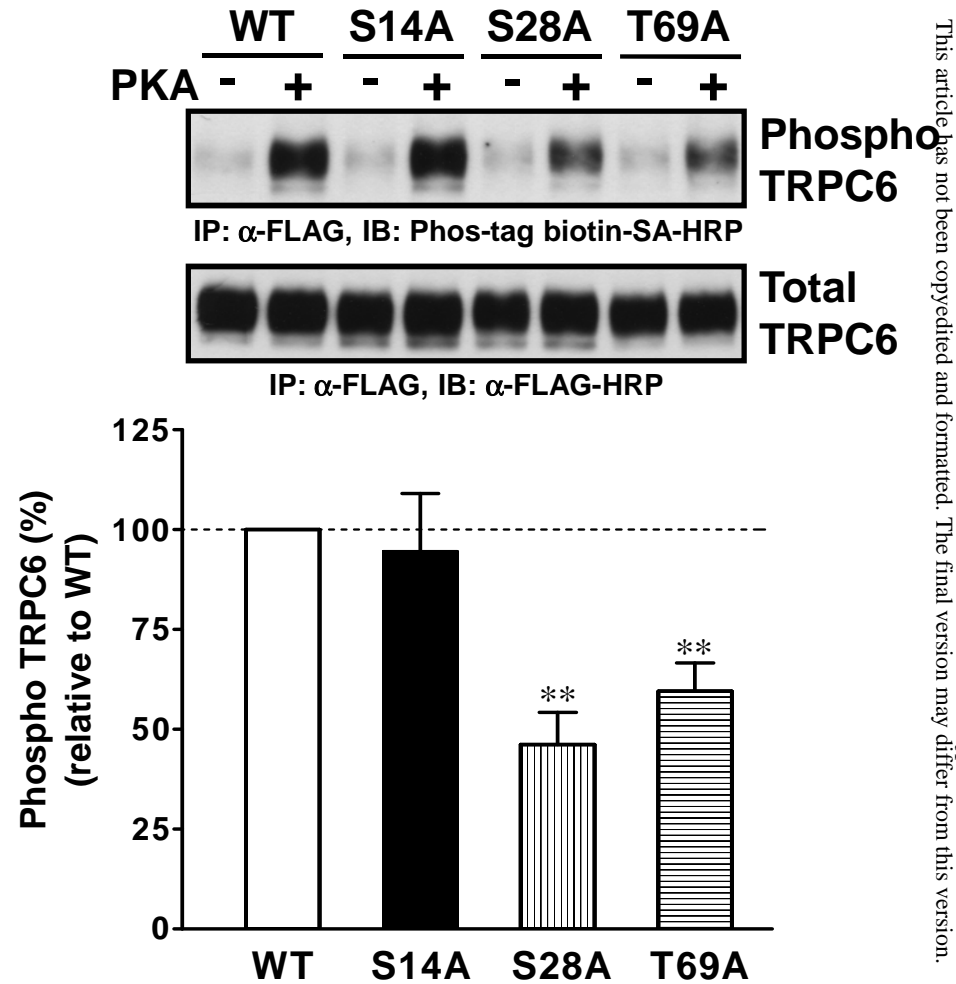 WT S14A S28A T69A
PKA - + - + - + - +
Phospho
TRPC6
IP: α-FLAG, IB: Phos-tag biotin-SA-HRP
Total
TRPC6
IP: α-FLAG, IB: α-FLAG-HRP
Phospho TRPC6 (%)
(relative to WT)
125
100
75
50
25
0
**
**
WT S14A S28A T69A
This article has not been copyedited and formatted. The final version may differ from this version.